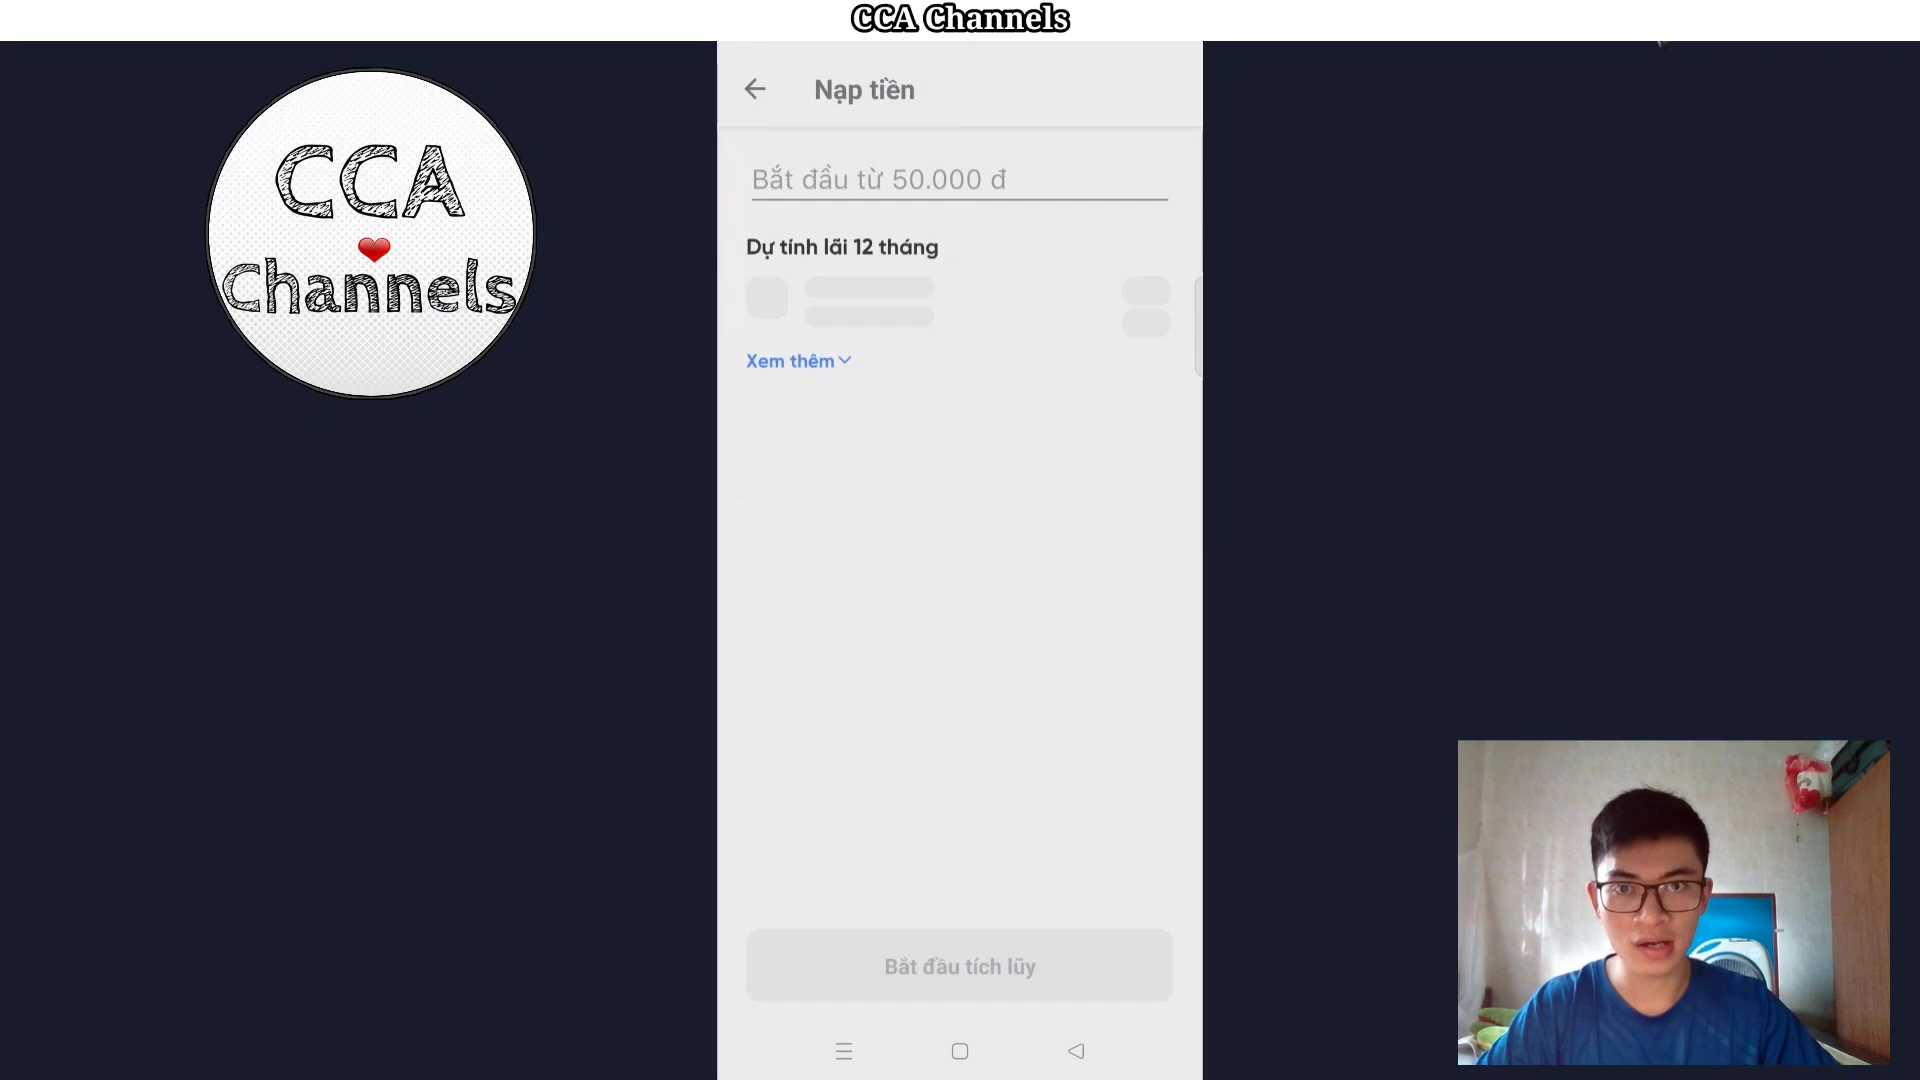 CCA Channels
CCA
Channels
Nạp tiền
Bắt đầu từ 50.000 đ
Dự tính lãi 12 tháng
Xem thêm
Bắt đầu tích lũy